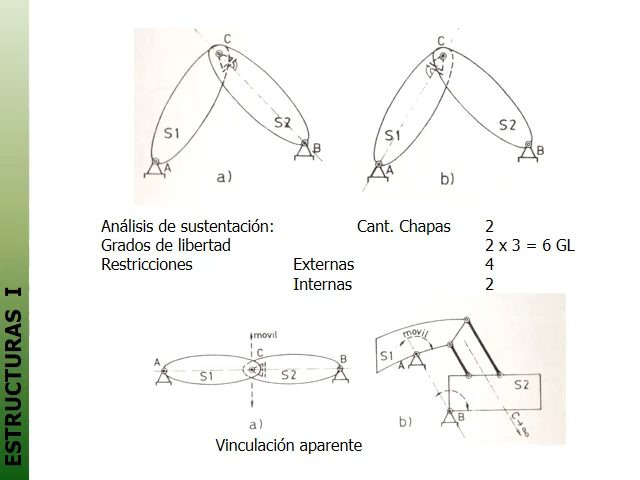 C
S1
S2
A
B
a)
C
S1
S2
A
B
b)
Análisis de sustentación: Cant. Chapas 2
Grados de libertad 2 x 3 = 6 GL
Restricciones Externas 4
Internas 2
movil
A
C
B
S1
S2
a)
movil
S1
A
S2
B
C→∞
b)
Vinculación aparente
ESTRUCTURAS I